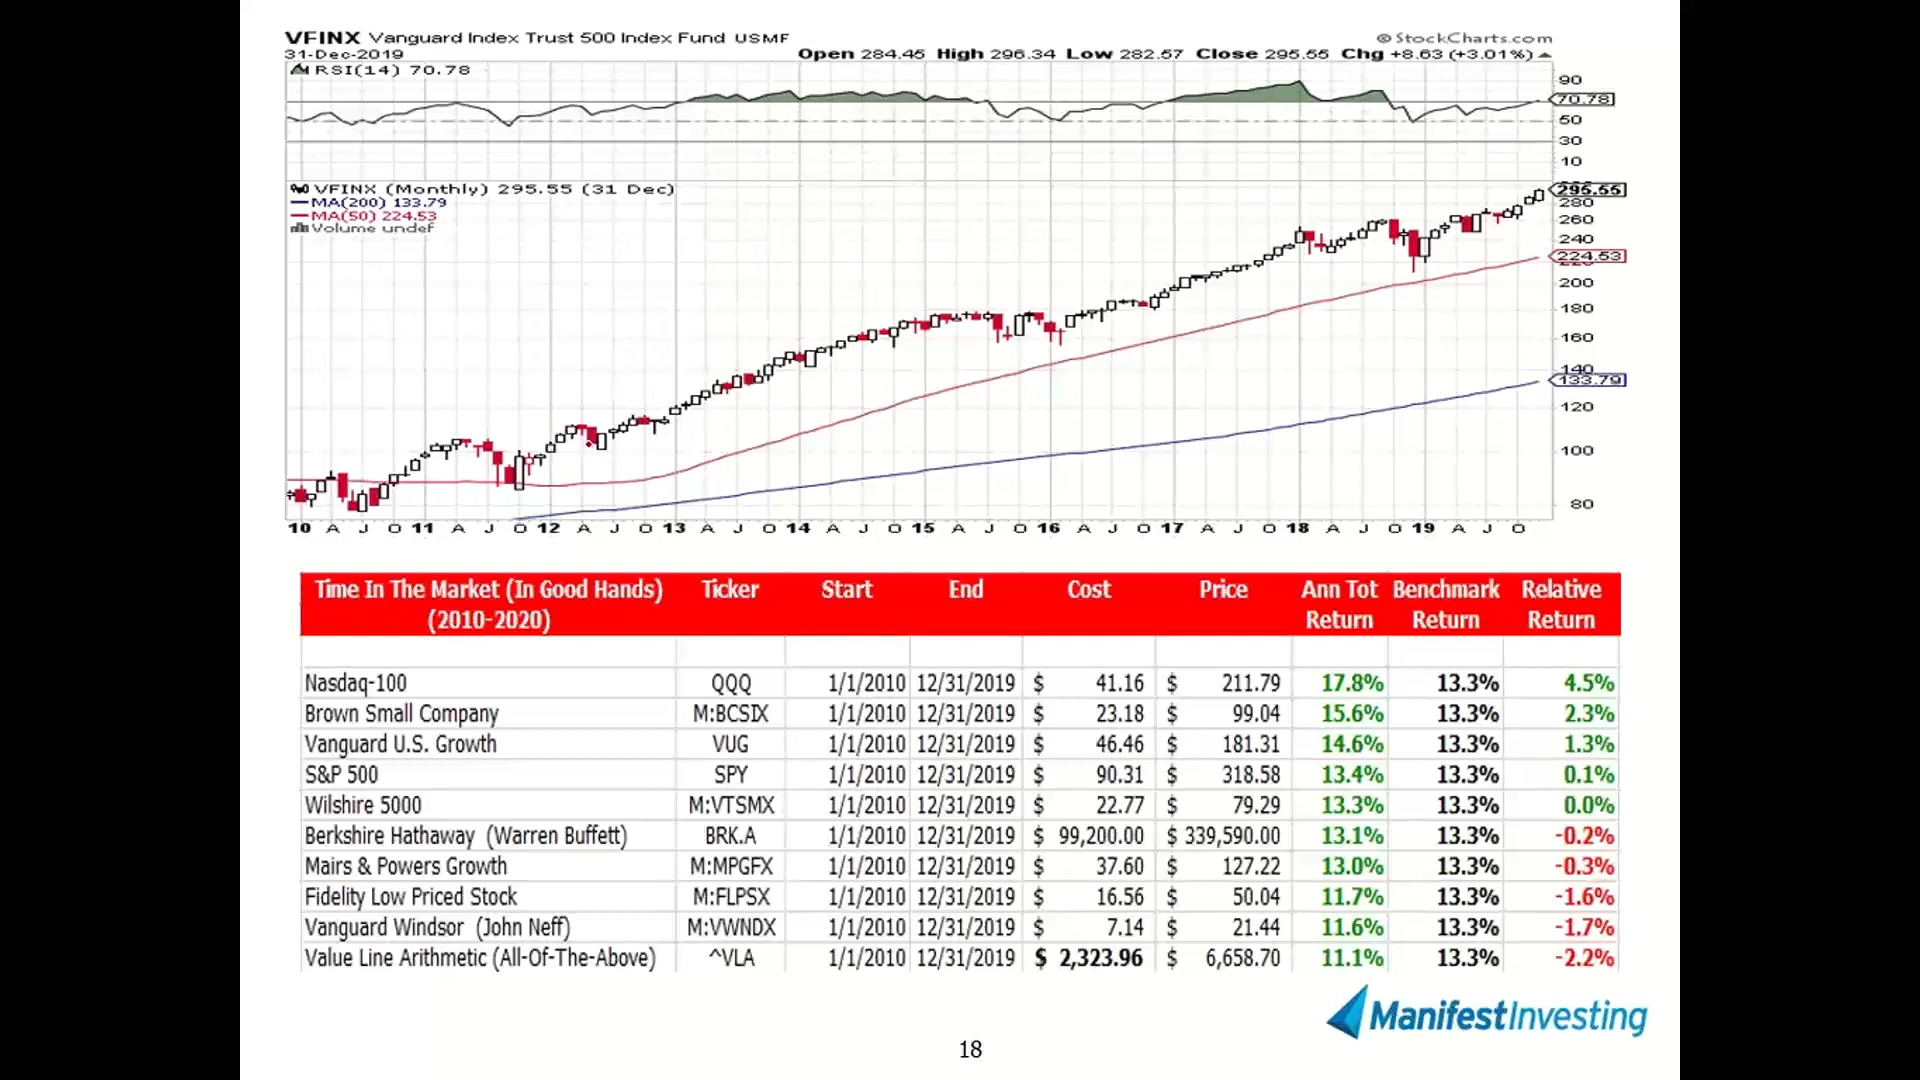 VFINX Vanguard Index Trust 500 Index Fund USMF
© StockCharts.com
31-Dec-2019
Open 284.45 High 296.34 Low 282.57 Close 295.55 Chg +8.63 (+3.01%)
RSI(14) 70.78
90
70.78
50
30
10
VFINX (Monthly) 295.55 (31 Dec)
MA(200) 133.79
MA(50) 224.53
Volume undef
295.55
280
260
240
224.53
200
180
160
140
133.79
120
100
80
10 A J O 11 A J O 12 A J O 13 A J O 14 A J O 15 A J O 16 A J O 17 A J O 18 A J O 19 A J O
Time In The Market (In Good Hands) Ticker Start End Cost Price Ann Tot Benchmark Relative
(2010-2020) Return Return Return
Nasdaq-100 QQQ 1/1/2010 12/31/2019 $ 41.16 $ 211.79 17.8% 13.3% 4.5%
Brown Small Company M:BCSIX 1/1/2010 12/31/2019 $ 23.18 $ 99.04 15.6% 13.3% 2.3%
Vanguard U.S. Growth VUG 1/1/2010 12/31/2019 $ 46.46 $ 181.31 14.6% 13.3% 1.3%
S&P 500 SPY 1/1/2010 12/31/2019 $ 90.31 $ 318.58 13.4% 13.3% 0.1%
Wilshire 5000 M:VTSMX 1/1/2010 12/31/2019 $ 22.77 $ 79.29 13.3% 13.3% 0.0%
Berkshire Hathaway (Warren Buffett) BRK.A 1/1/2010 12/31/2019 $ 99,200.00 $ 339,590.00 13.1% 13.3% -0.2%
Mairs & Powers Growth M:MPGFX 1/1/2010 12/31/2019 $ 37.60 $ 127.22 13.0% 13.3% -0.3%
Fidelity Low Priced Stock M:FLPSX 1/1/2010 12/31/2019 $ 16.56 $ 50.04 11.7% 13.3% -1.6%
Vanguard Windsor (John Neff) M:VWNDX 1/1/2010 12/31/2019 $ 7.14 $ 21.44 11.6% 13.3% -1.7%
Value Line Arithmetic (All-Of-The-Above) ^VLA 1/1/2010 12/31/2019 $ 2,323.96 $ 6,658.70 11.1% 13.3% -2.2%
ManifestInvesting
18